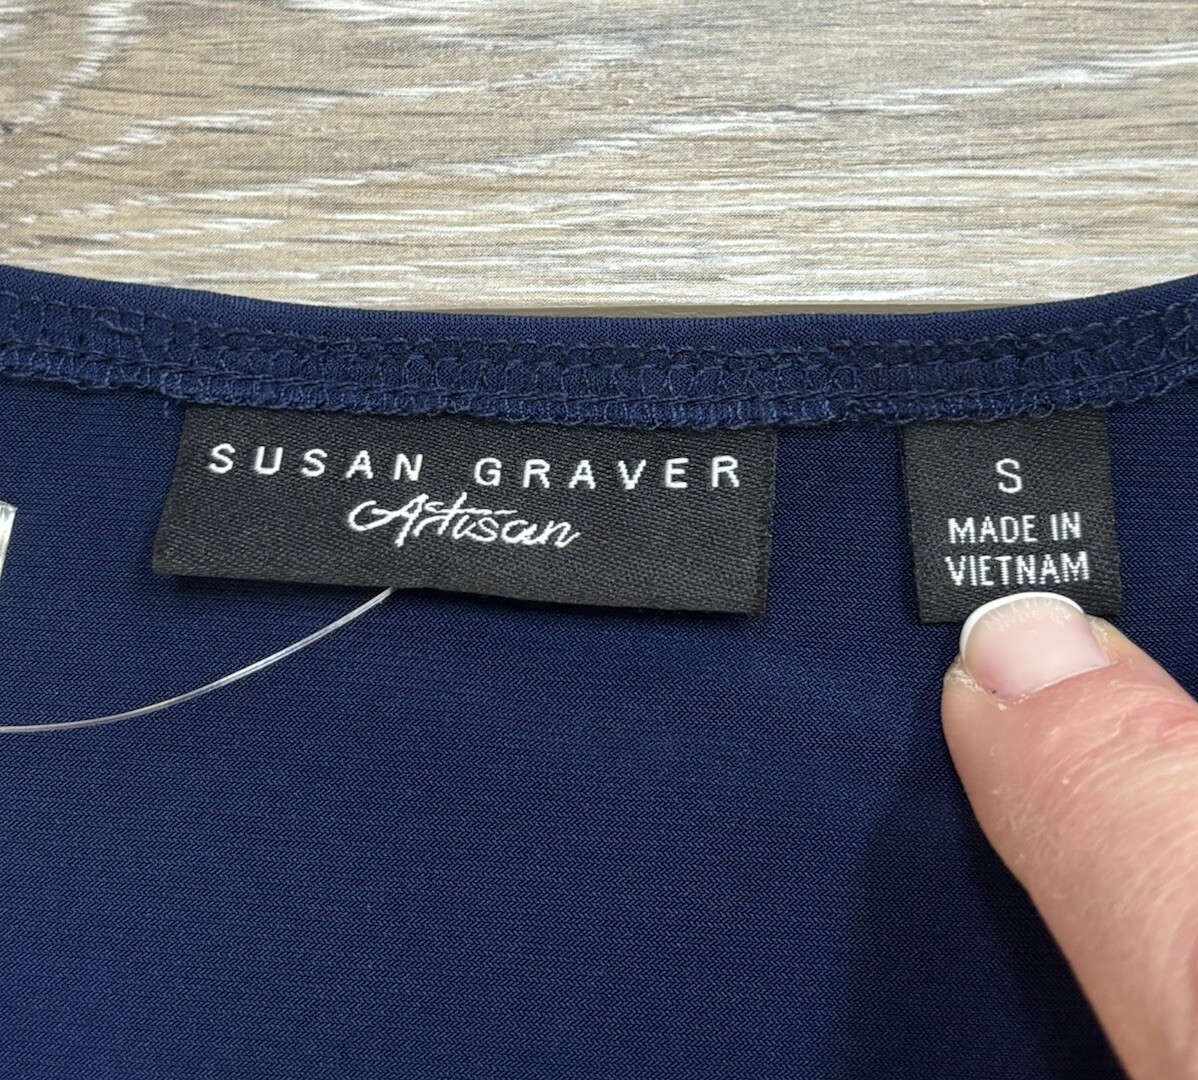 SUSAN GRAVER
Artisan
S
MADE IN
VIETNAM